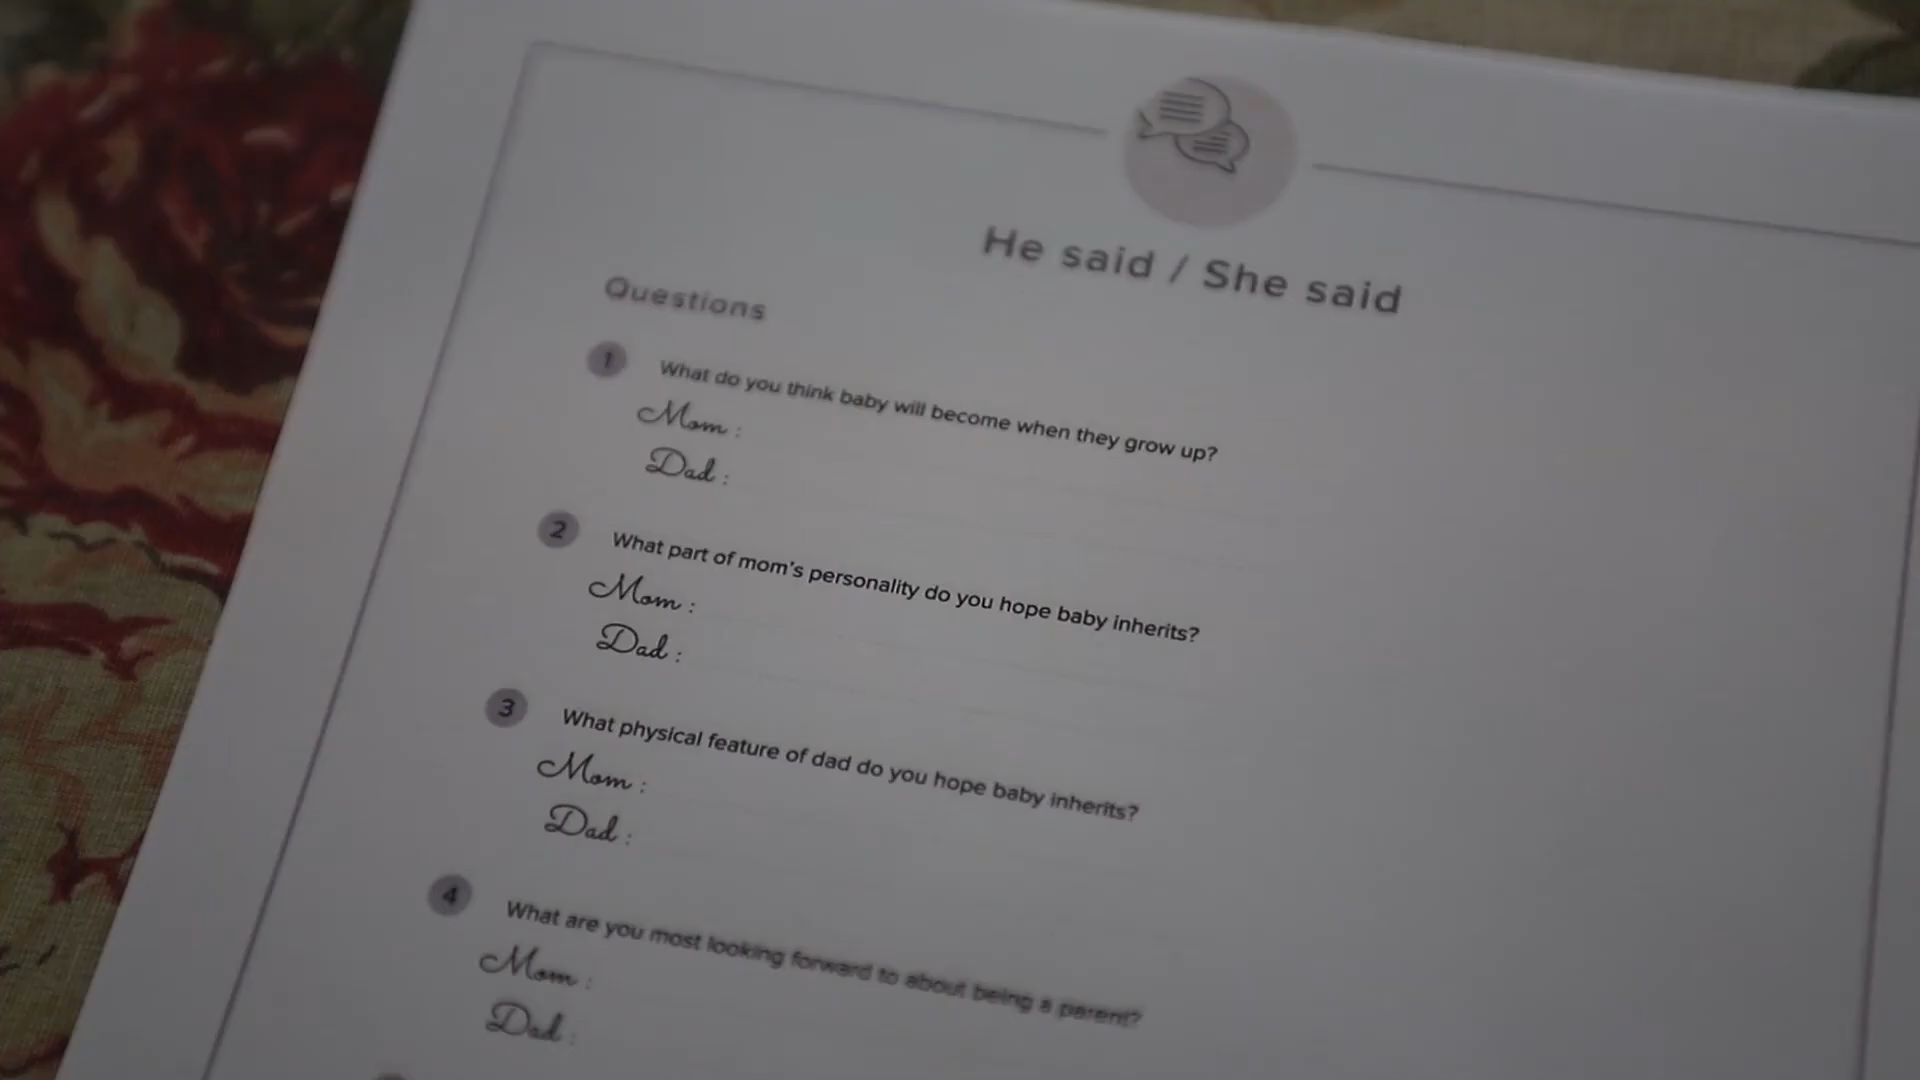 He said / She said
Questions
1 What do you think baby will become when they grow up?
Mom :
Dad :
2 What part of mom's personality do you hope baby inherits?
Mom :
Dad :
3 What physical feature of dad do you hope baby inherits?
Mom :
Dad :
4 What are you most looking forward to about being a parent?
Mom :
Dad :